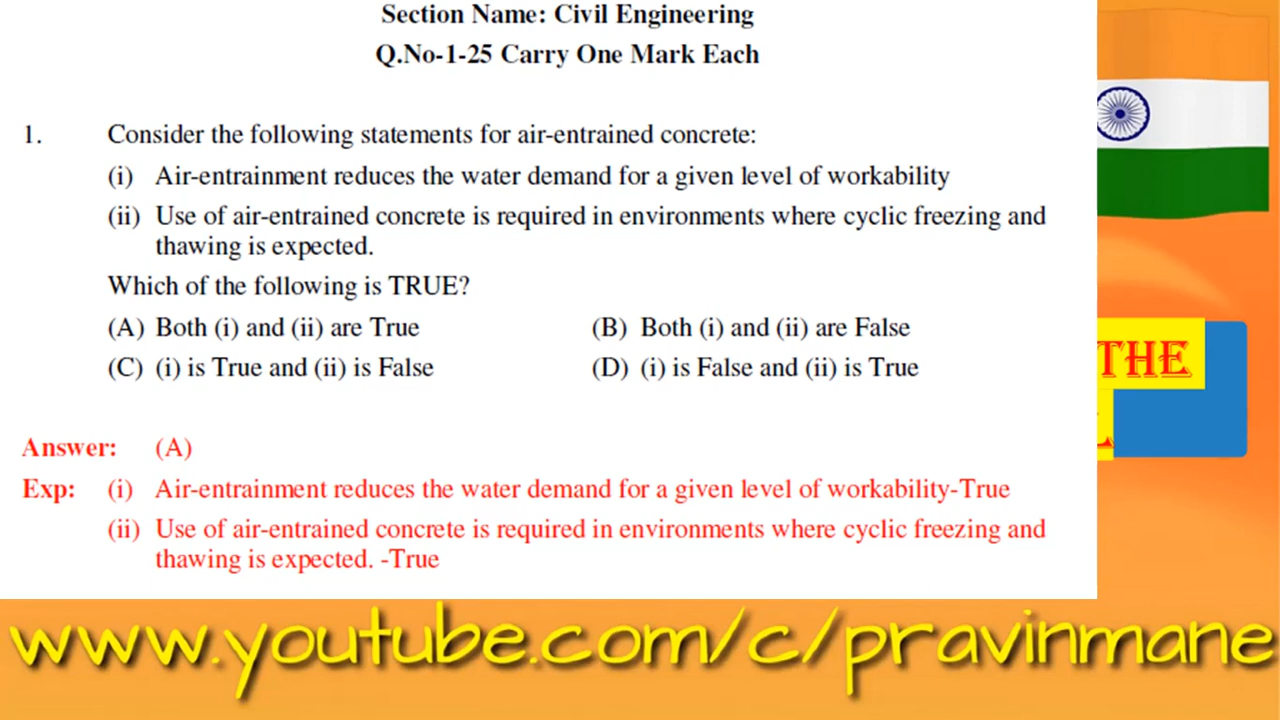 Section Name: Civil Engineering
Q.No-1-25 Carry One Mark Each
1. Consider the following statements for air-entrained concrete:
(i) Air-entrainment reduces the water demand for a given level of workability
(ii) Use of air-entrained concrete is required in environments where cyclic freezing and
thawing is expected.
Which of the following is TRUE?
(A) Both (i) and (ii) are True (B) Both (i) and (ii) are False
(C) (i) is True and (ii) is False (D) (i) is False and (ii) is True
THE
Answer: (A)
Exp: (i) Air-entrainment reduces the water demand for a given level of workability-True
(ii) Use of air-entrained concrete is required in environments where cyclic freezing and
thawing is expected. -True
www.youtube.com/c/pravinmane